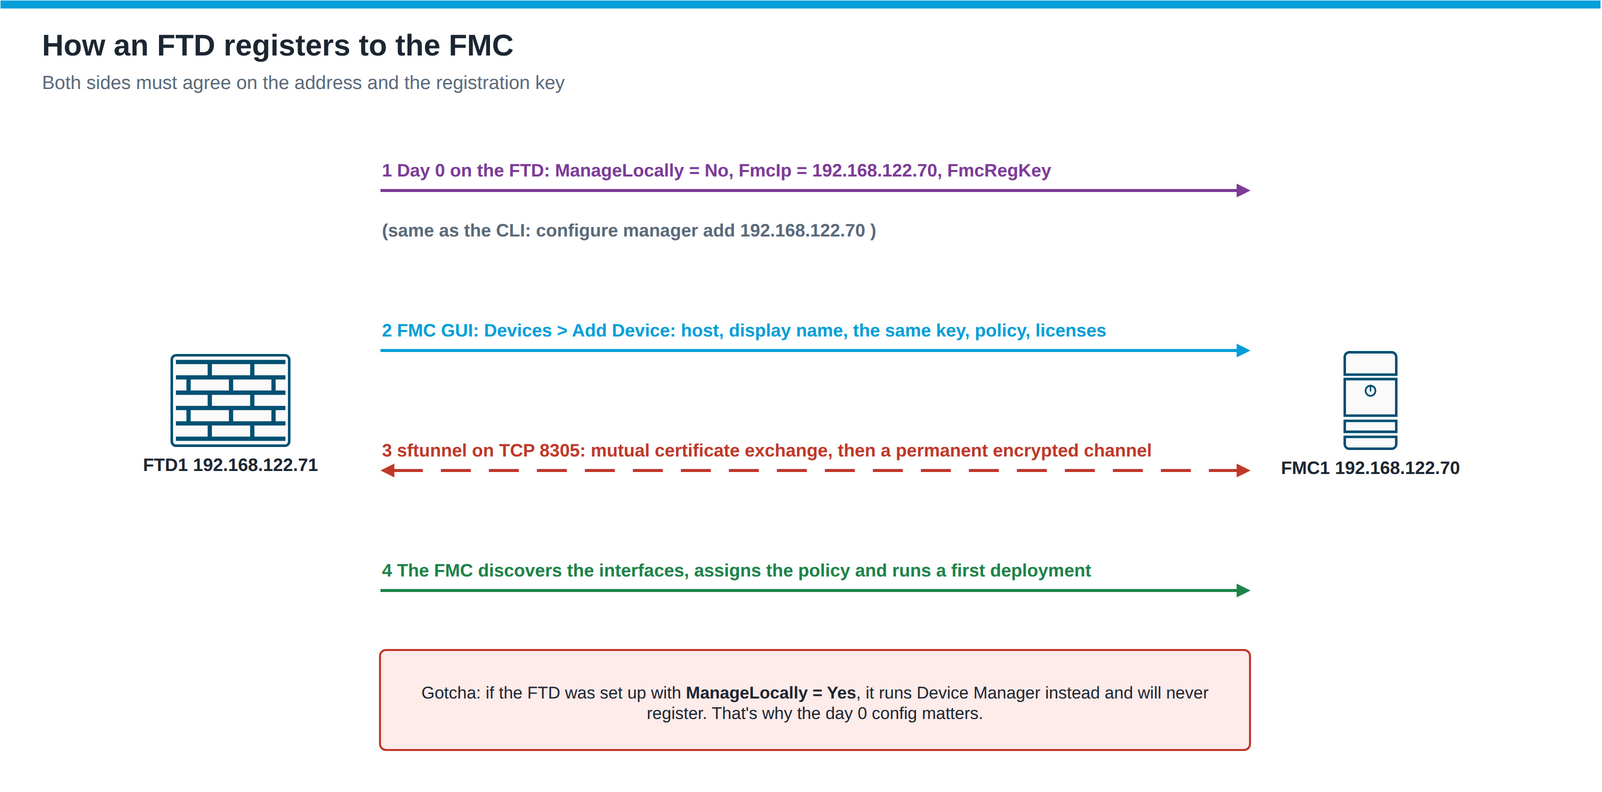 How an FTD registers to the FMC
Both sides must agree on the address and the registration key
1 Day 0 on the FTD: ManageLocally = No, FmcIp = 192.168.122.70, FmcRegKey
(same as the CLI: configure manager add 192.168.122.70 )
2 FMC GUI: Devices > Add Device: host, display name, the same key, policy, licenses
3 sftunnel on TCP 8305: mutual certificate exchange, then a permanent encrypted channel
FTD1 192.168.122.71
FMC1 192.168.122.70
4 The FMC discovers the interfaces, assigns the policy and runs a first deployment
Gotcha: if the FTD was set up with ManageLocally = Yes, it runs Device Manager instead and will never
register. That's why the day 0 config matters.